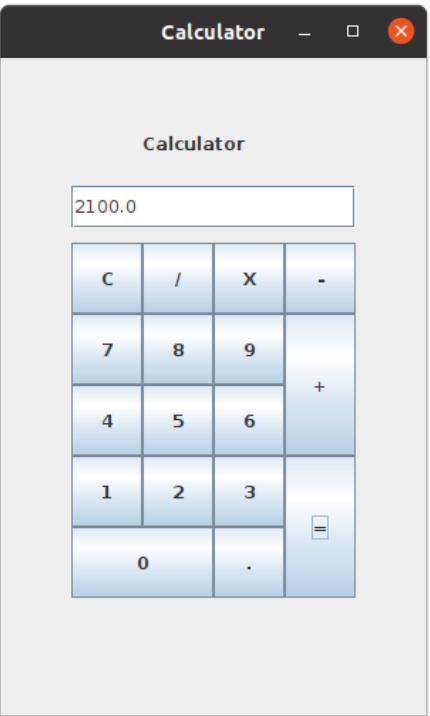 Calculator
Calculator
2100.0
C / X -
7 8 9
+
4 5 6
1 2 3
=
0 .